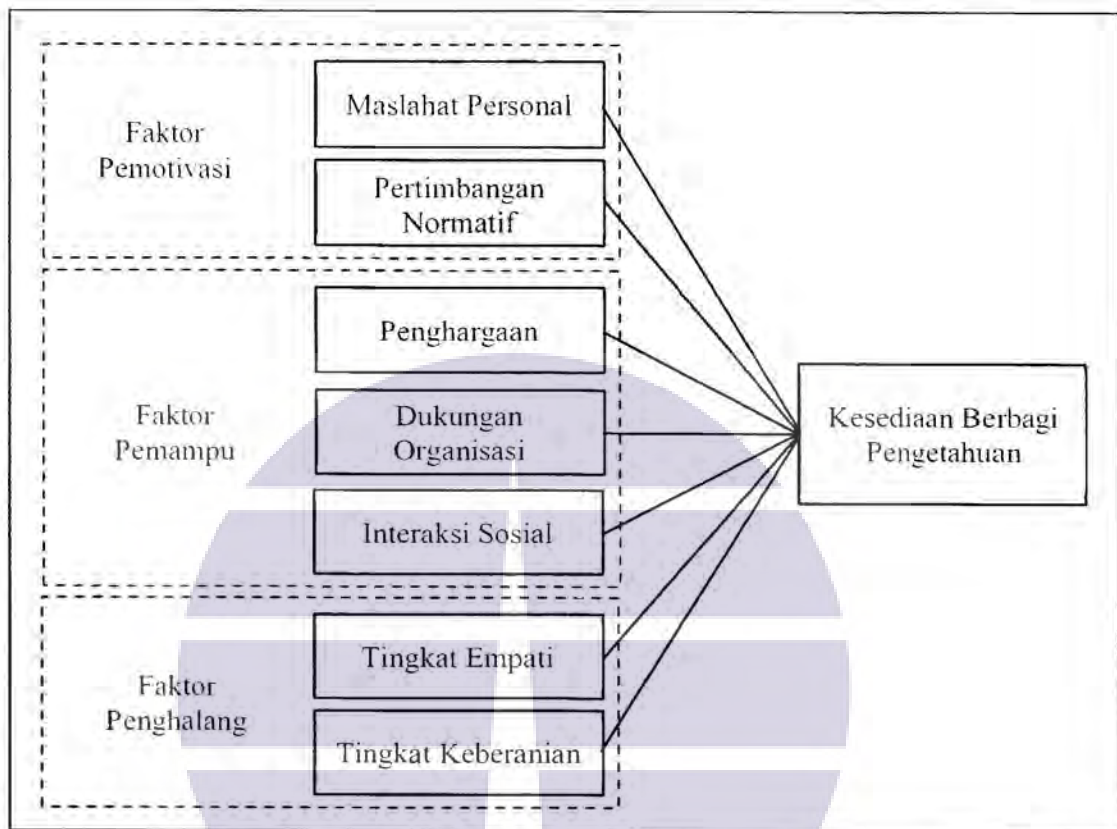 Faktor
Pemotivasi
Maslahat Personal
Pertimbangan
Normatif
Faktor
Pemampu
Penghargaan
Dukungan
Organisasi
Interaksi Sosial
Faktor
Penghalang
Tingkat Empati
Tingkat Keberanian
Kesediaan Berbagi
Pengetahuan